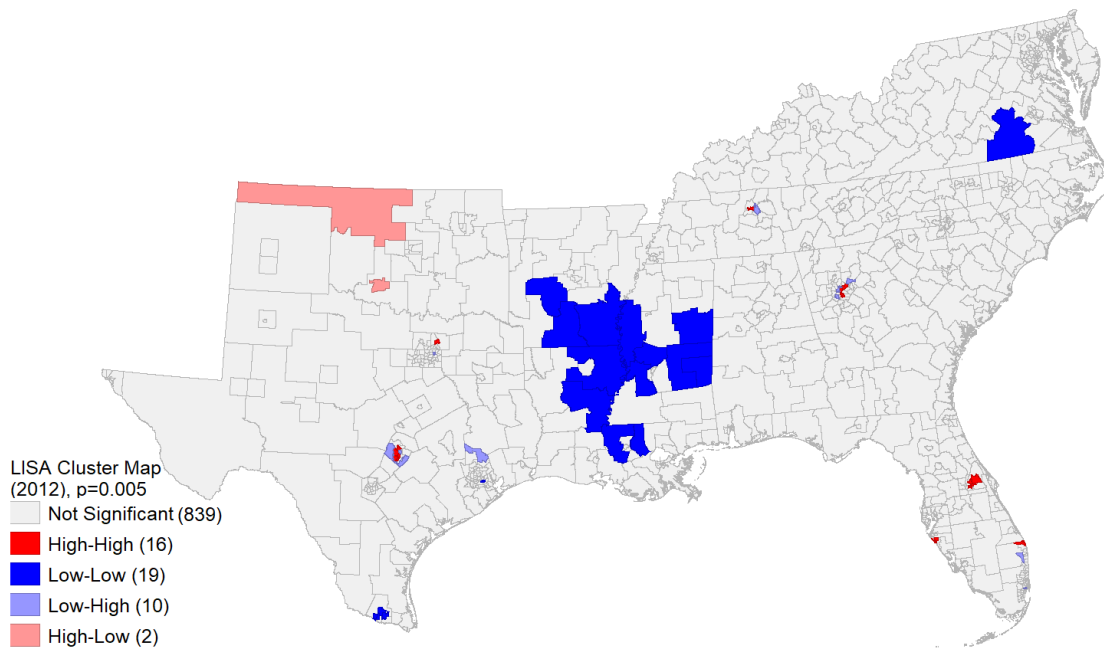 LISA Cluster Map
(2012), p=0.005
Not Significant (839)
High-High (16)
Low-Low (19)
Low-High (10)
High-Low (2)